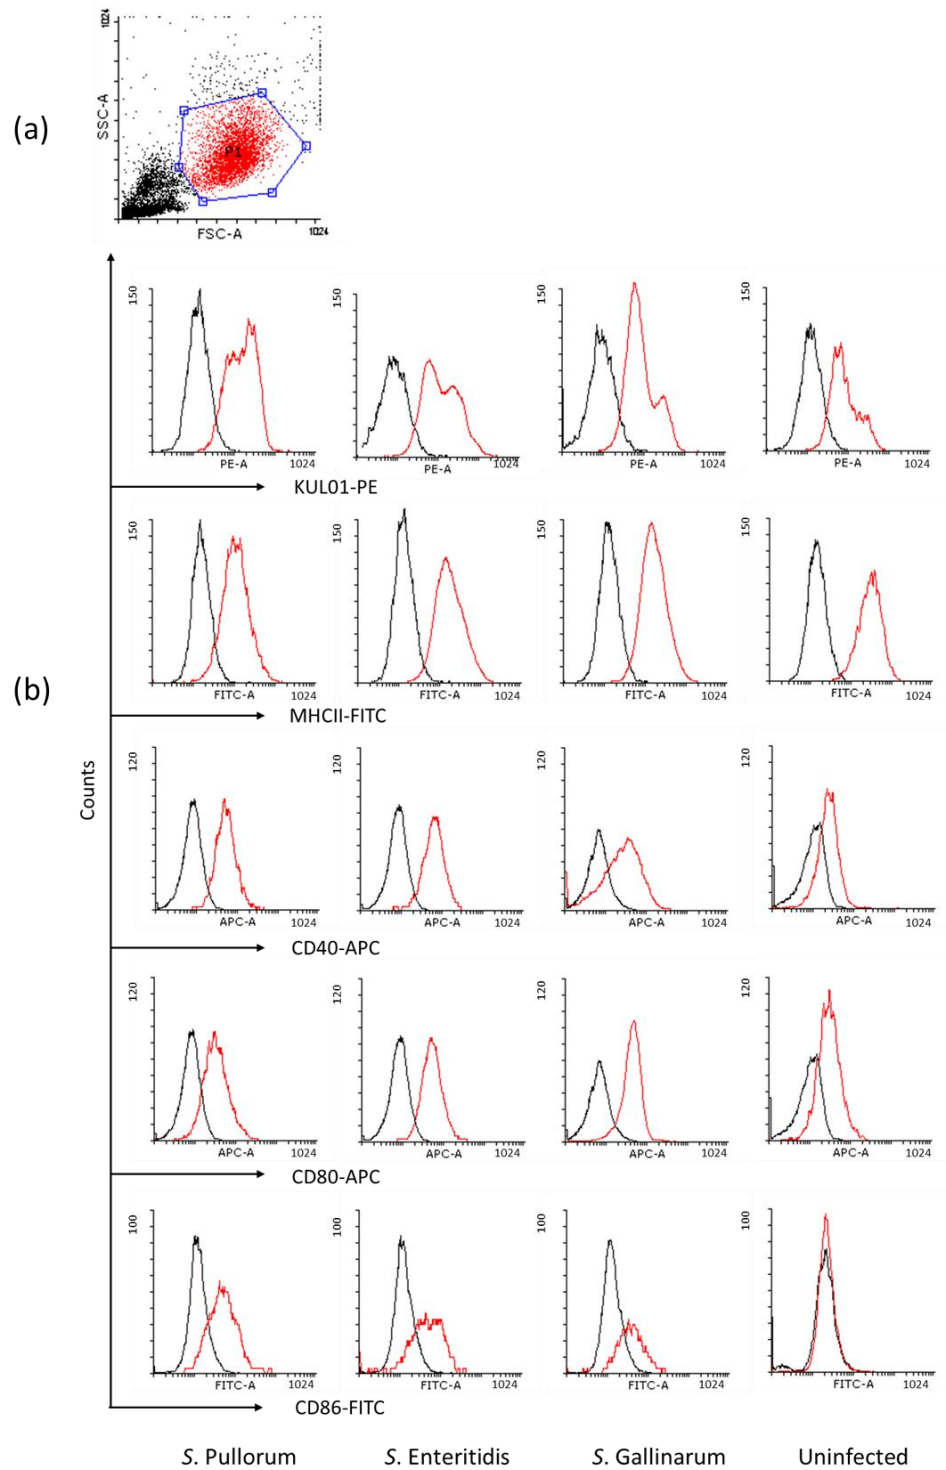 (a)
1024
SSC-A
P1
FSC-A
1024
(b)
Counts
150
PE-A
1024
150
PE-A
1024
150
PE-A
1024
150
PE-A
1024
KUL01-PE
150
FITC-A
1024
150
FITC-A
1024
150
FITC-A
1024
150
FITC-A
1024
MHCII-FITC
120
APC-A
1024
120
APC-A
1024
120
APC-A
1024
120
APC-A
1024
CD40-APC
120
APC-A
1024
120
APC-A
1024
120
APC-A
1024
120
APC-A
1024
CD80-APC
100
FITC-A
1024
100
FITC-A
1024
100
FITC-A
1024
100
FITC-A
1024
CD86-FITC
S. Pullorum
S. Enteritidis
S. Gallinarum
Uninfected